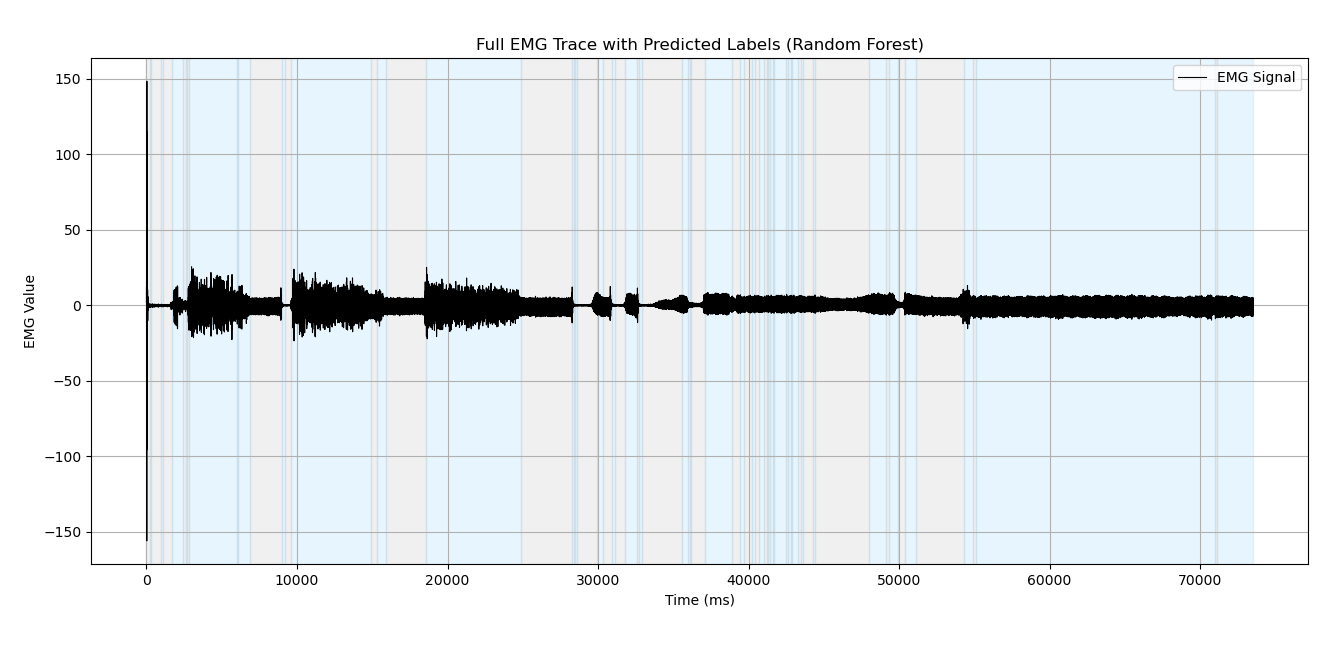 Full EMG Trace with Predicted Labels (Random Forest)
EMG Signal
EMG Value
150
100
50
0
−50
−100
−150
0 10000 20000 30000 40000 50000 60000 70000
Time (ms)